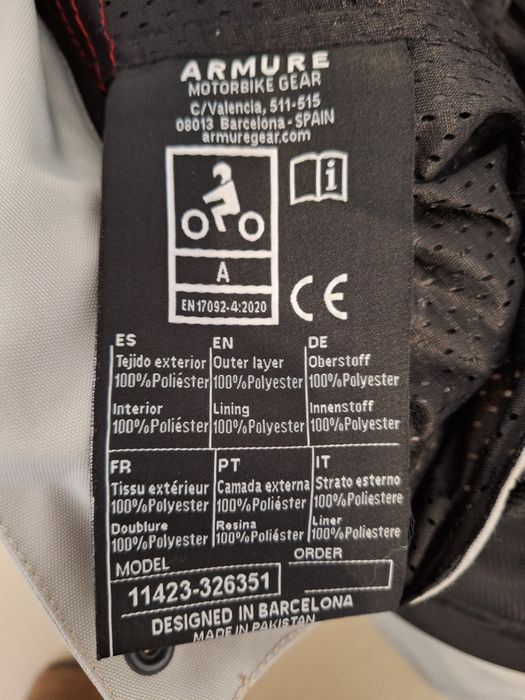 ARMURE
MOTORBIKE GEAR
C/Valencia, 511-515
08013 Barcelona - SPAIN
armuregear.com
i
A
EN 17092-4:2020
CE
ES
Tejido exterior
100%Poliéster
Interior
100%Poliéster
EN
Outer layer
100%Polyester
Lining
100%Polyester
DE
Oberstoff
100%Polyester
Innenstoff
100%Polyester
FR
Tissu extérieur
100%Polyester
Doublure
100%Polyester
PT
Camada externa
100%Poliéster
Resina
100%Poliéster
IT
Strato esterno
100%Poliestere
Liner
100%Poliestere
MODEL
11423-326351
ORDER
DESIGNED IN BARCELONA
MADE IN PAKISTAN